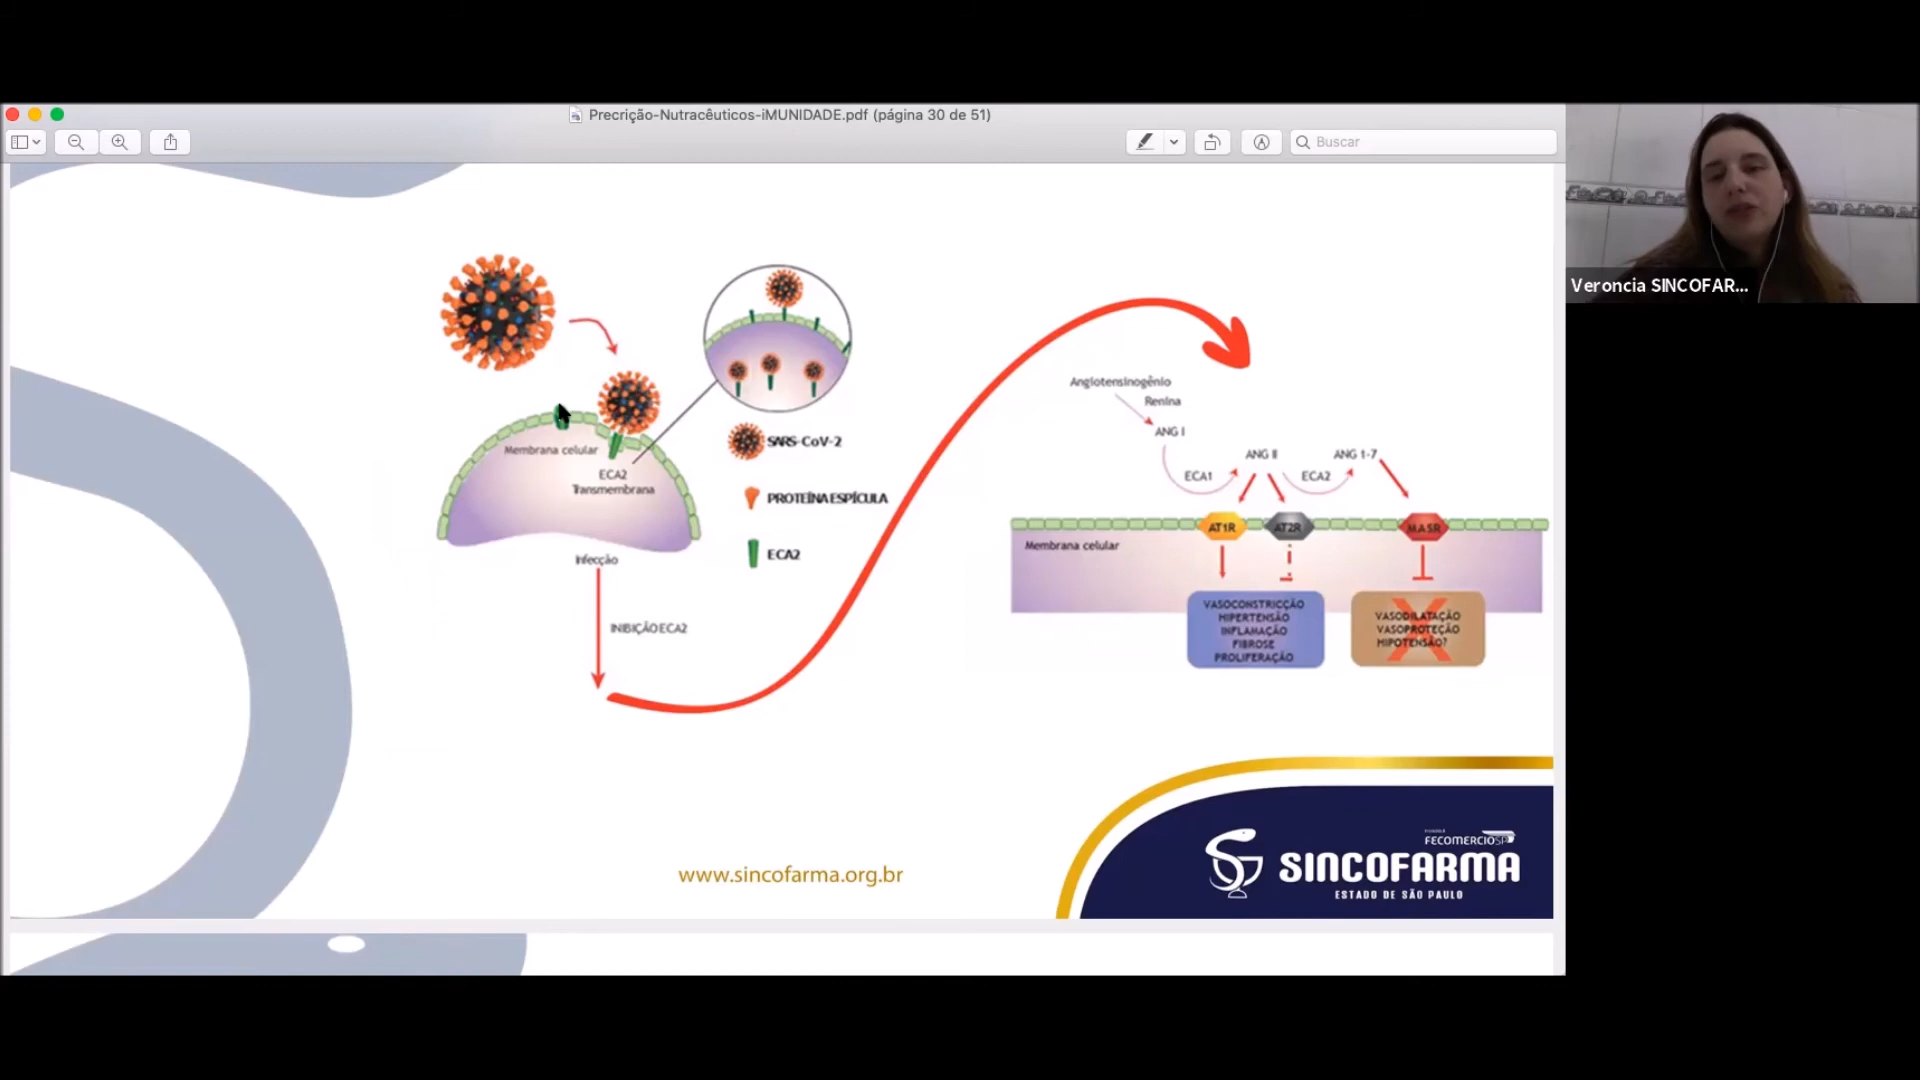 Precrição-Nutracêuticos-iMUNIDADE.pdf (página 30 de 51)
Buscar
Veroncia SINCOFAR...
Membrana celular
ECA2
Transmembrana
SARS-CoV-2
PROTEÍNA ESPÍCULA
ECA2
Infecção
INIBIÇÃO ECA2
Angiotensinogênio
Renina
ANG I
ECA1
ANG II
ECA2
ANG 1-7
AT1R
AT2R
MASR
Membrana celular
VASOCONSTRICÇÃO
HIPERTENSÃO
INFLAMAÇÃO
FIBROSE
PROLIFERAÇÃO
VASODILATAÇÃO
VASOPROTEÇÃO
HIPOTENSÃO?
www.sincofarma.org.br
FECOMERCIO SP
SINCOFARMA
ESTADO DE SÃO PAULO